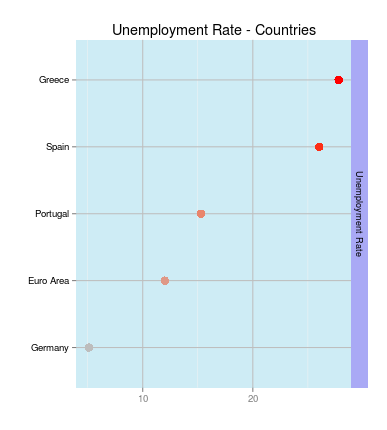 Unemployment Rate - Countries
Greece
Spain
Portugal
Euro Area
Germany
Unemployment Rate
10
20